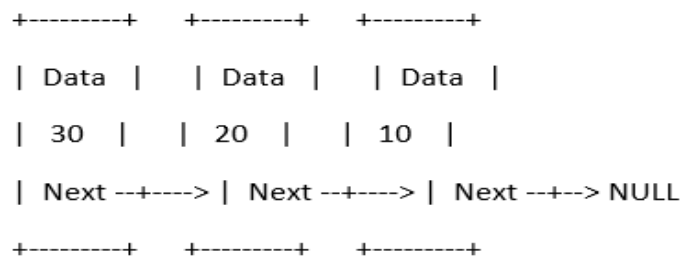 +---------+ +---------+ +---------+
| Data | | Data | | Data |
| 30 | | 20 | | 10 |
| Next --+----> | Next --+----> | Next --+--> NULL
+---------+ +---------+ +---------+